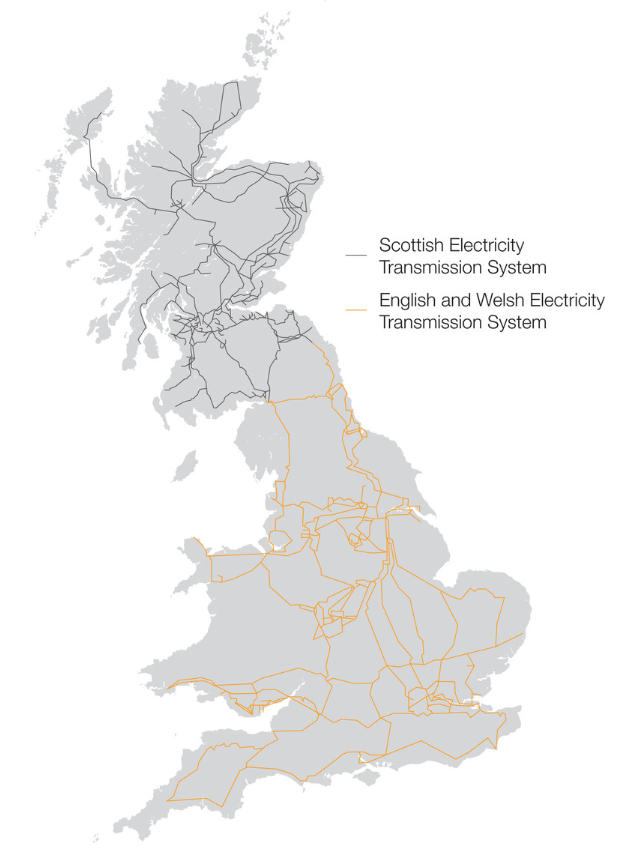 Scottish Electricity
Transmission System
English and Welsh Electricity
Transmission System